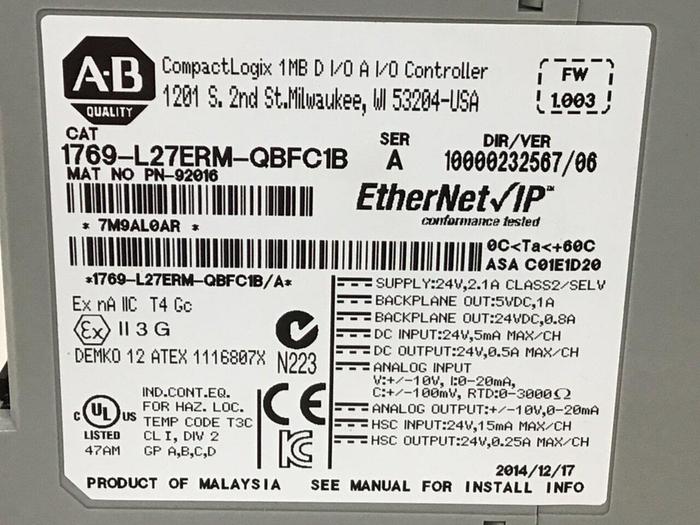 A-B
QUALITY
CompactLogix 1MB D I/O A I/O Controller
1201 S. 2nd St.Milwaukee, WI 53204-USA
FW
1.003
CAT
SER
DIR/VER
1769-L27ERM-QBFC1B A 10000232567/06
MAT NO PN-92016
EtherNet/IP™
conformance tested
* 7M9AL0AR *
0C<Ta<+60C
ASA C01E1D20
*1769-L27ERM-QBFC1B/A*
Ex nA IIC T4 Gc
Ex II 3 G
DEMKO 12 ATEX 1116807X
N223
SUPPLY:24V,2.1A CLASS2/SELV
BACKPLANE OUT:5VDC,1A
BACKPLANE OUT:24VDC,0.8A
DC INPUT:24V,5mA MAX/CH
DC OUTPUT:24V,0.5A MAX/CH
ANALOG INPUT
V:+/-10V, I:0-20mA,
C:+/-100mV, RTD:0-3000Ω
ANALOG OUTPUT:+/-10V,0-20mA
HSC INPUT:24V,15mA MAX/CH
HSC OUTPUT:24V,0.25A MAX/CH
C UL US
LISTED
47AM
IND.CONT.EQ.
FOR HAZ. LOC.
TEMP CODE T3C
CL I, DIV 2
GP A,B,C,D
CE
KC
2014/12/17
PRODUCT OF MALAYSIA SEE MANUAL FOR INSTALL INFO